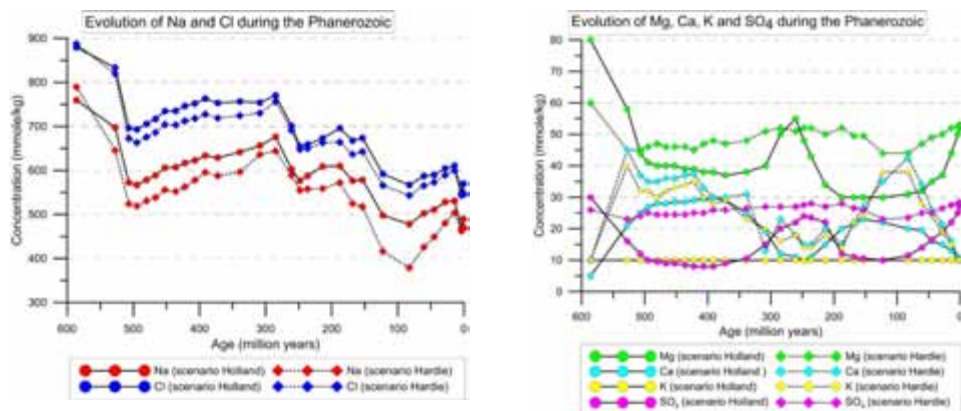 Evolution of Na and Cl during the Phanerozoic
900
800
700
600
500
400
300
Concentration (mmole/kg)
600 500 400 300 200 100 0
Age (million years)
Na (scenario Holland) Na (scenario Hardie)
Cl (scenario Holland) Cl (scenario Hardie)
Evolution of Mg, Ca, K and SO4 during the Phanerozoic
80
70
60
50
40
30
20
10
0
Concentration (mmole/kg)
600 500 400 300 200 100 0
Age (million years)
Mg (scenario Holland) Mg (scenario Hardie)
Ca (scenario Holland ) Ca (scenario Hardie)
K (scenario Holland) K (scenario Hardie)
SO4 (scenario Holland) SO4 (scenario Hardie)